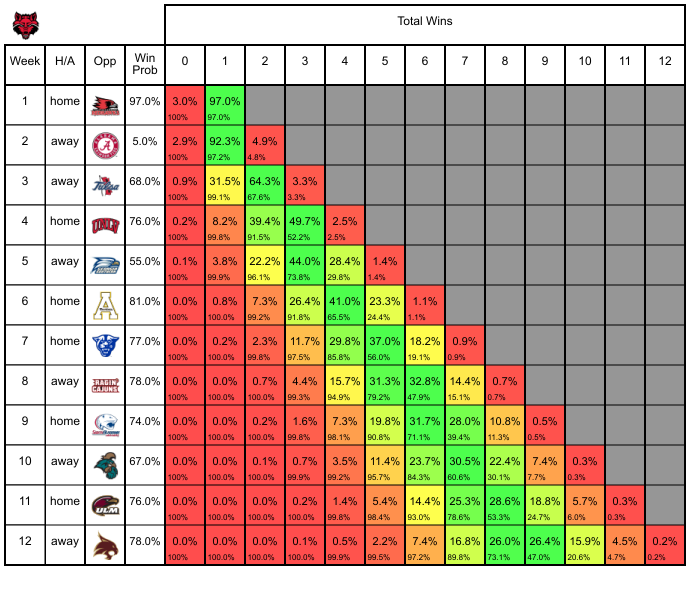 Total Wins
Week H/A Opp Win Prob 0 1 2 3 4 5 6 7 8 9 10 11 12
1 home 97.0% 3.0% 97.0%
100% 97.0%
2 away 5.0% 2.9% 92.3% 4.9%
100% 97.2% 4.8%
3 away Tulsa 68.0% 0.9% 31.5% 64.3% 3.3%
100% 99.1% 67.6% 3.3%
4 home UNLV 76.0% 0.2% 8.2% 39.4% 49.7% 2.5%
100% 99.8% 91.5% 52.2% 2.5%
5 away 55.0% 0.1% 3.8% 22.2% 44.0% 28.4% 1.4%
100% 99.9% 96.1% 73.8% 29.8% 1.4%
6 home A 81.0% 0.0% 0.8% 7.3% 26.4% 41.0% 23.3% 1.1%
100% 100.0% 99.2% 91.8% 65.5% 24.4% 1.1%
7 home 77.0% 0.0% 0.2% 2.3% 11.7% 29.8% 37.0% 18.2% 0.9%
100% 100.0% 99.8% 97.5% 85.8% 56.0% 19.1% 0.9%
8 away RAGIN CAJUNS 78.0% 0.0% 0.0% 0.7% 4.4% 15.7% 31.3% 32.8% 14.4% 0.7%
100% 100.0% 100.0% 99.3% 94.9% 79.2% 47.9% 15.1% 0.7%
9 home 74.0% 0.0% 0.0% 0.2% 1.6% 7.3% 19.8% 31.7% 28.0% 10.8% 0.5%
100% 100.0% 100.0% 99.8% 98.1% 90.8% 71.1% 39.4% 11.3% 0.5%
10 away 67.0% 0.0% 0.0% 0.1% 0.7% 3.5% 11.4% 23.7% 30.5% 22.4% 7.4% 0.3%
100% 100.0% 100.0% 99.9% 99.2% 95.7% 84.3% 60.6% 30.1% 7.7% 0.3%
11 home ULM 76.0% 0.0% 0.0% 0.0% 0.2% 1.4% 5.4% 14.4% 25.3% 28.6% 18.8% 5.7% 0.3%
100% 100.0% 100.0% 100.0% 99.8% 98.4% 93.0% 78.6% 53.3% 24.7% 6.0% 0.3%
12 away 78.0% 0.0% 0.0% 0.0% 0.1% 0.5% 2.2% 7.4% 16.8% 26.0% 26.4% 15.9% 4.5% 0.2%
100% 100.0% 100.0% 100.0% 99.9% 99.5% 97.2% 89.8% 73.1% 47.0% 20.6% 4.7% 0.2%